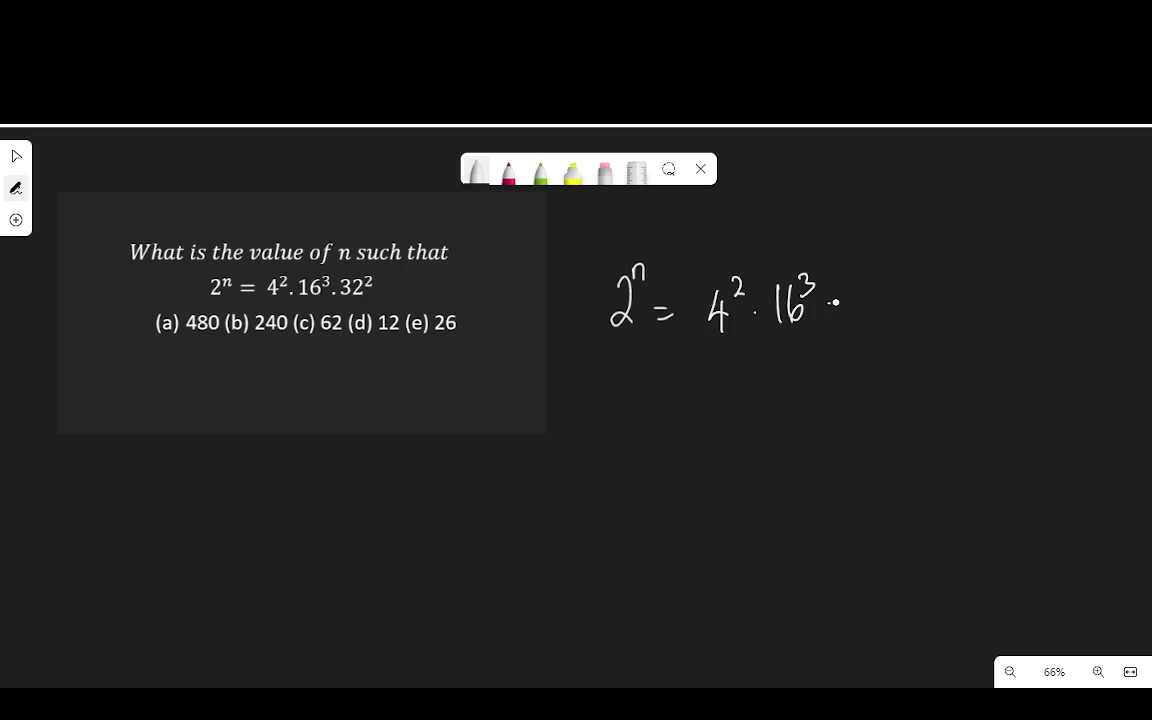 What is the value of n such that
2ⁿ = 4².16³.32²
(a) 480 (b) 240 (c) 62 (d) 12 (e) 26
2ⁿ = 4² . 16³ .
66%